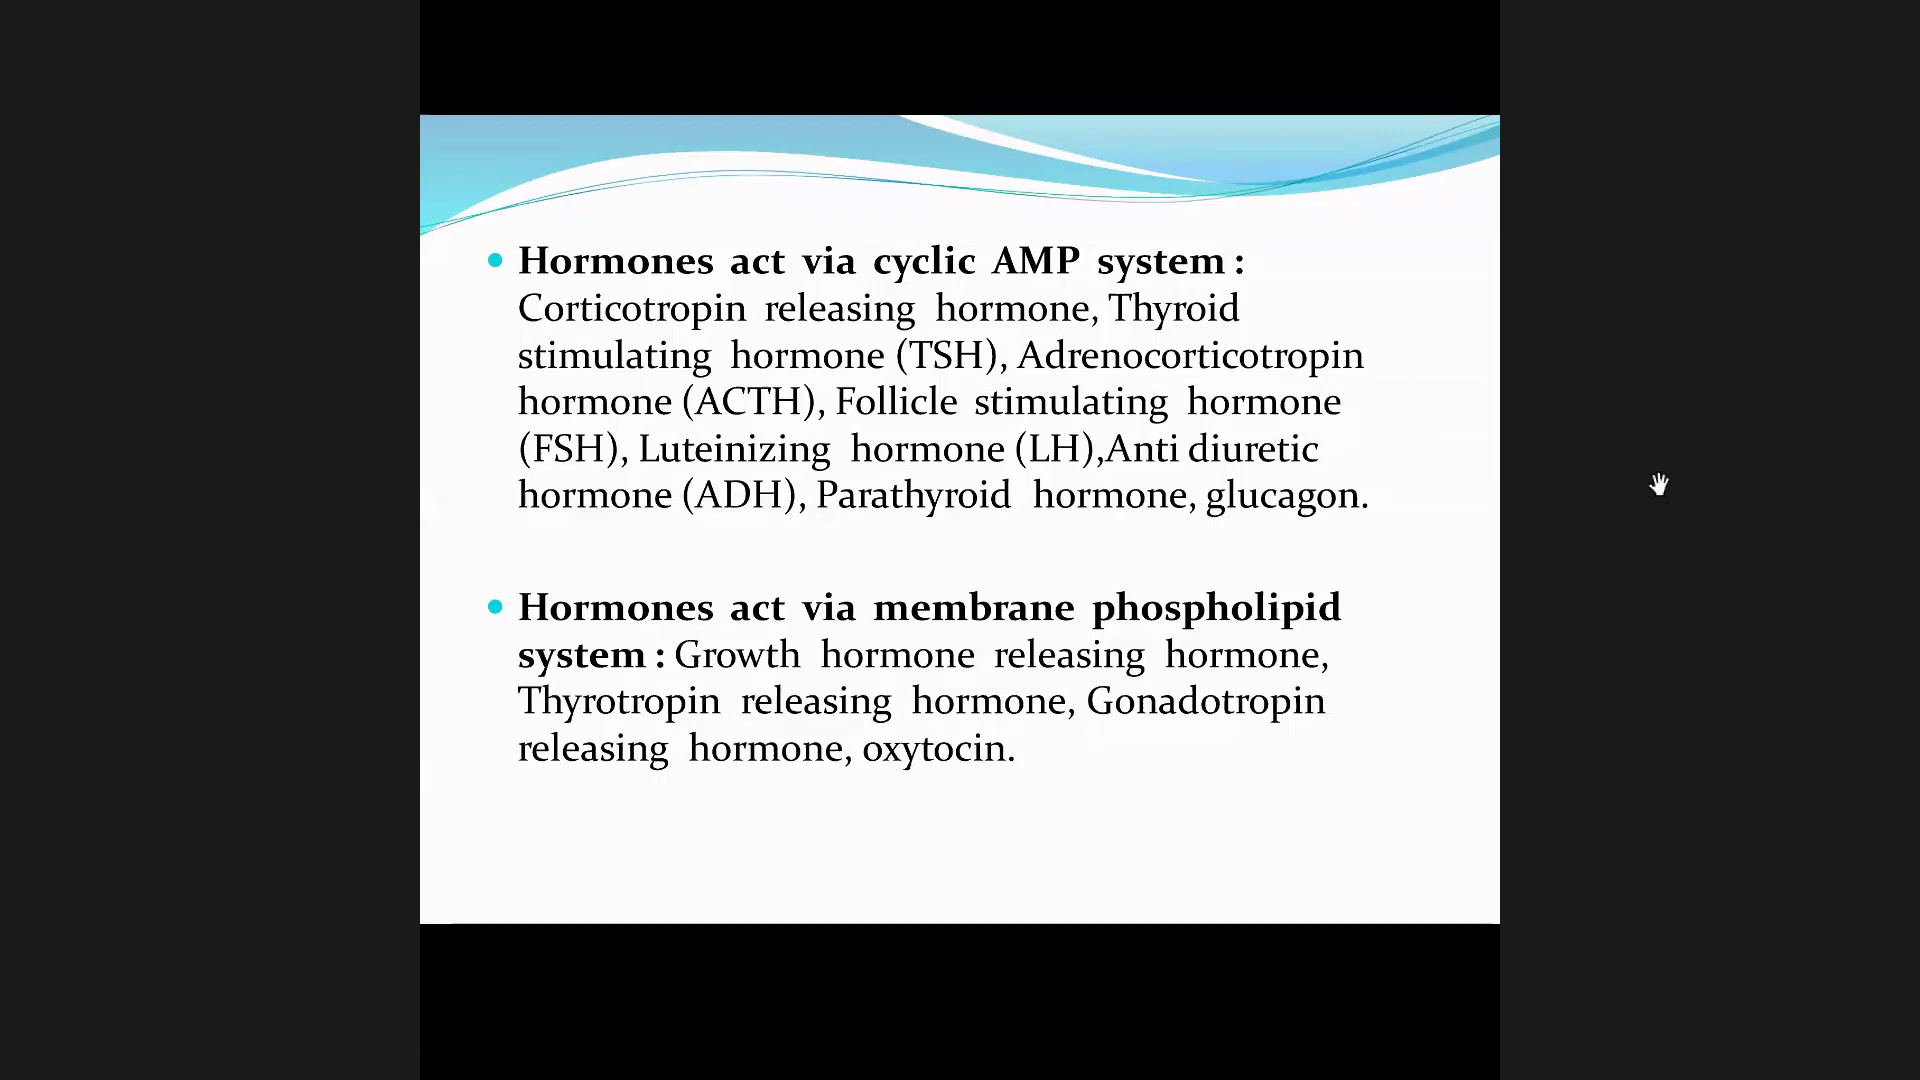 Hormones act via cyclic AMP system :
Corticotropin releasing hormone, Thyroid
stimulating hormone (TSH), Adrenocorticotropin
hormone (ACTH), Follicle stimulating hormone
(FSH), Luteinizing hormone (LH),Anti diuretic
hormone (ADH), Parathyroid hormone, glucagon.
Hormones act via membrane phospholipid
system : Growth hormone releasing hormone,
Thyrotropin releasing hormone, Gonadotropin
releasing hormone, oxytocin.